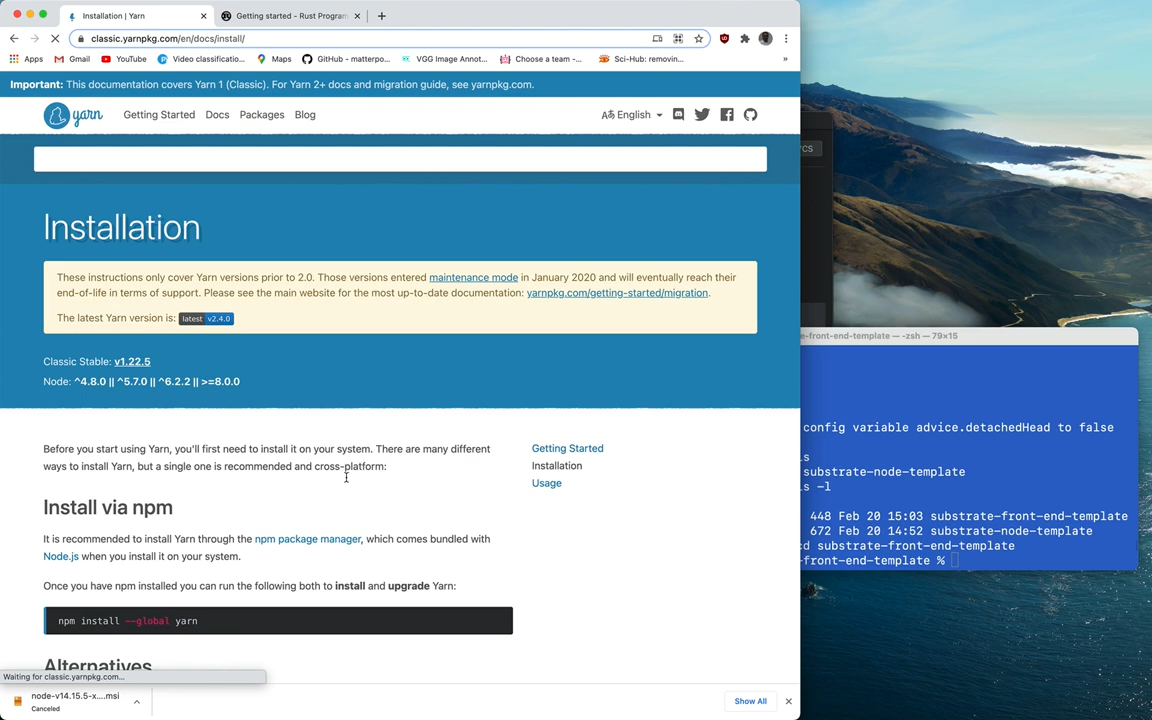 Installation | Yarn
Getting started - Rust Program
classic.yarnpkg.com/en/docs/install/
Apps
Gmail
YouTube
Video classificatio...
Maps
GitHub - matterpo...
VGG Image Annot...
Choose a team -...
Sci-Hub: removin...
»
Important: This documentation covers Yarn 1 (Classic). For Yarn 2+ docs and migration guide, see yarnpkg.com.
yarn
Getting Started
Docs
Packages
Blog
English
Installation
These instructions only cover Yarn versions prior to 2.0. Those versions entered maintenance mode in January 2020 and will eventually reach their
end-of-life in terms of support. Please see the main website for the most up-to-date documentation: yarnpkg.com/getting-started/migration.
The latest Yarn version is: latest v2.4.0
Classic Stable: v1.22.5
Node: ^4.8.0 || ^5.7.0 || ^6.2.2 || >=8.0.0
Before you start using Yarn, you'll first need to install it on your system. There are many different
ways to install Yarn, but a single one is recommended and cross-platform:
Getting Started
Installation
Usage
Install via npm
It is recommended to install Yarn through the npm package manager, which comes bundled with
Node.js when you install it on your system.
Once you have npm installed you can run the following both to install and upgrade Yarn:
npm install --global yarn
Alternatives
Waiting for classic.yarnpkg.com...
node-v14.15.5-x....msi
Canceled
Show All
CS
e-front-end-template — -zsh — 79×15
config variable advice.detachedHead to false
ls
substrate-node-template
ls -l
448 Feb 20 15:03 substrate-front-end-template
672 Feb 20 14:52 substrate-node-template
cd substrate-front-end-template
-front-end-template %